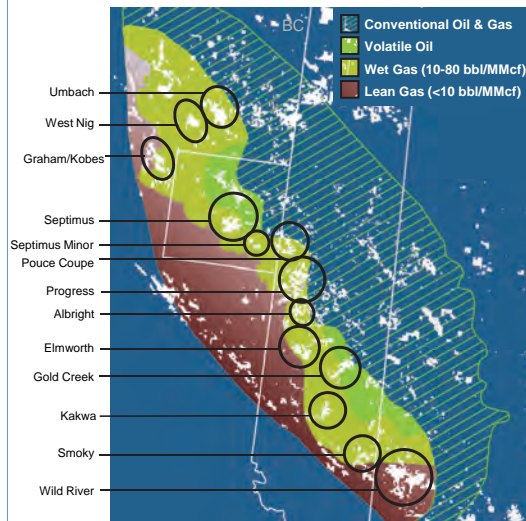 BC
Conventional Oil & Gas
Volatile Oil
Wet Gas (10-80 bbl/MMcf)
Lean Gas (<10 bbl/MMcf)
Umbach
West Nig
Graham/Kobes
Septimus
Septimus Minor
Pouce Coupe
Progress
Albright
Elmworth
Gold Creek
Kakwa
Smoky
Wild River